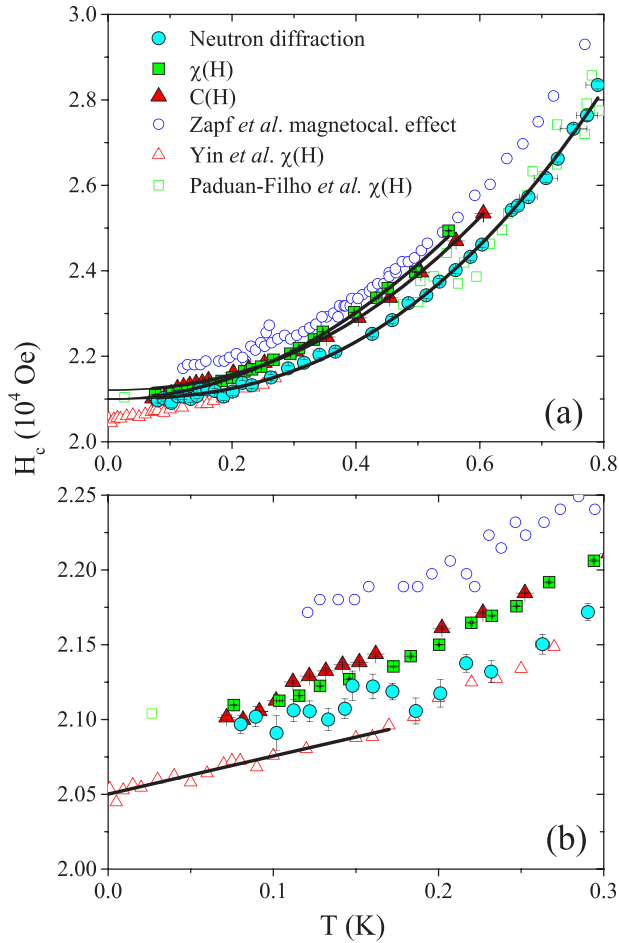 3.0
2.8
2.6
2.4
2.2
2.0
Neutron diffraction
χ(H)
C(H)
Zapf et al. magnetocal. effect
Yin et al. χ(H)
Paduan-Filho et al. χ(H)
(a)
0.0 0.2 0.4 0.6 0.8
H_c (10^4 Oe)
2.25
2.20
2.15
2.10
2.05
2.00
(b)
0.0 0.1 0.2 0.3
T (K)